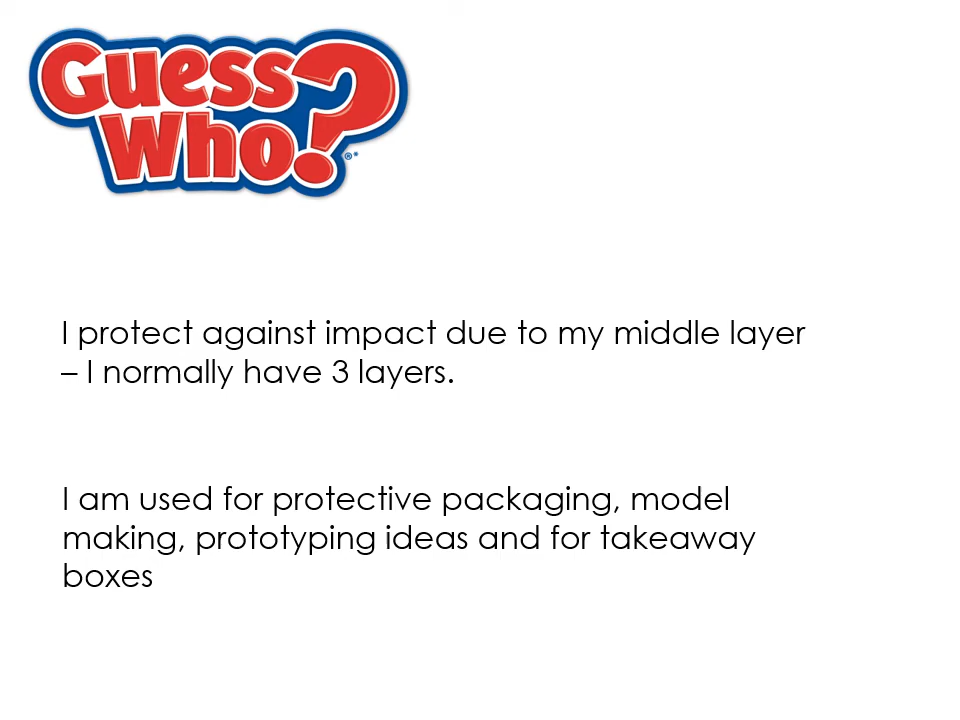 Guess
Who?
®*
I protect against impact due to my middle layer
– I normally have 3 layers.
I am used for protective packaging, model
making, prototyping ideas and for takeaway
boxes